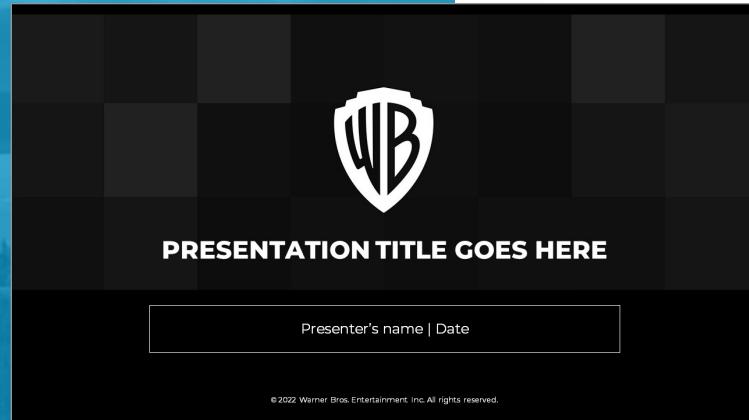 WB
PRESENTATION TITLE GOES HERE
Presenter’s name | Date
© 2022 Warner Bros. Entertainment Inc. All rights reserved.